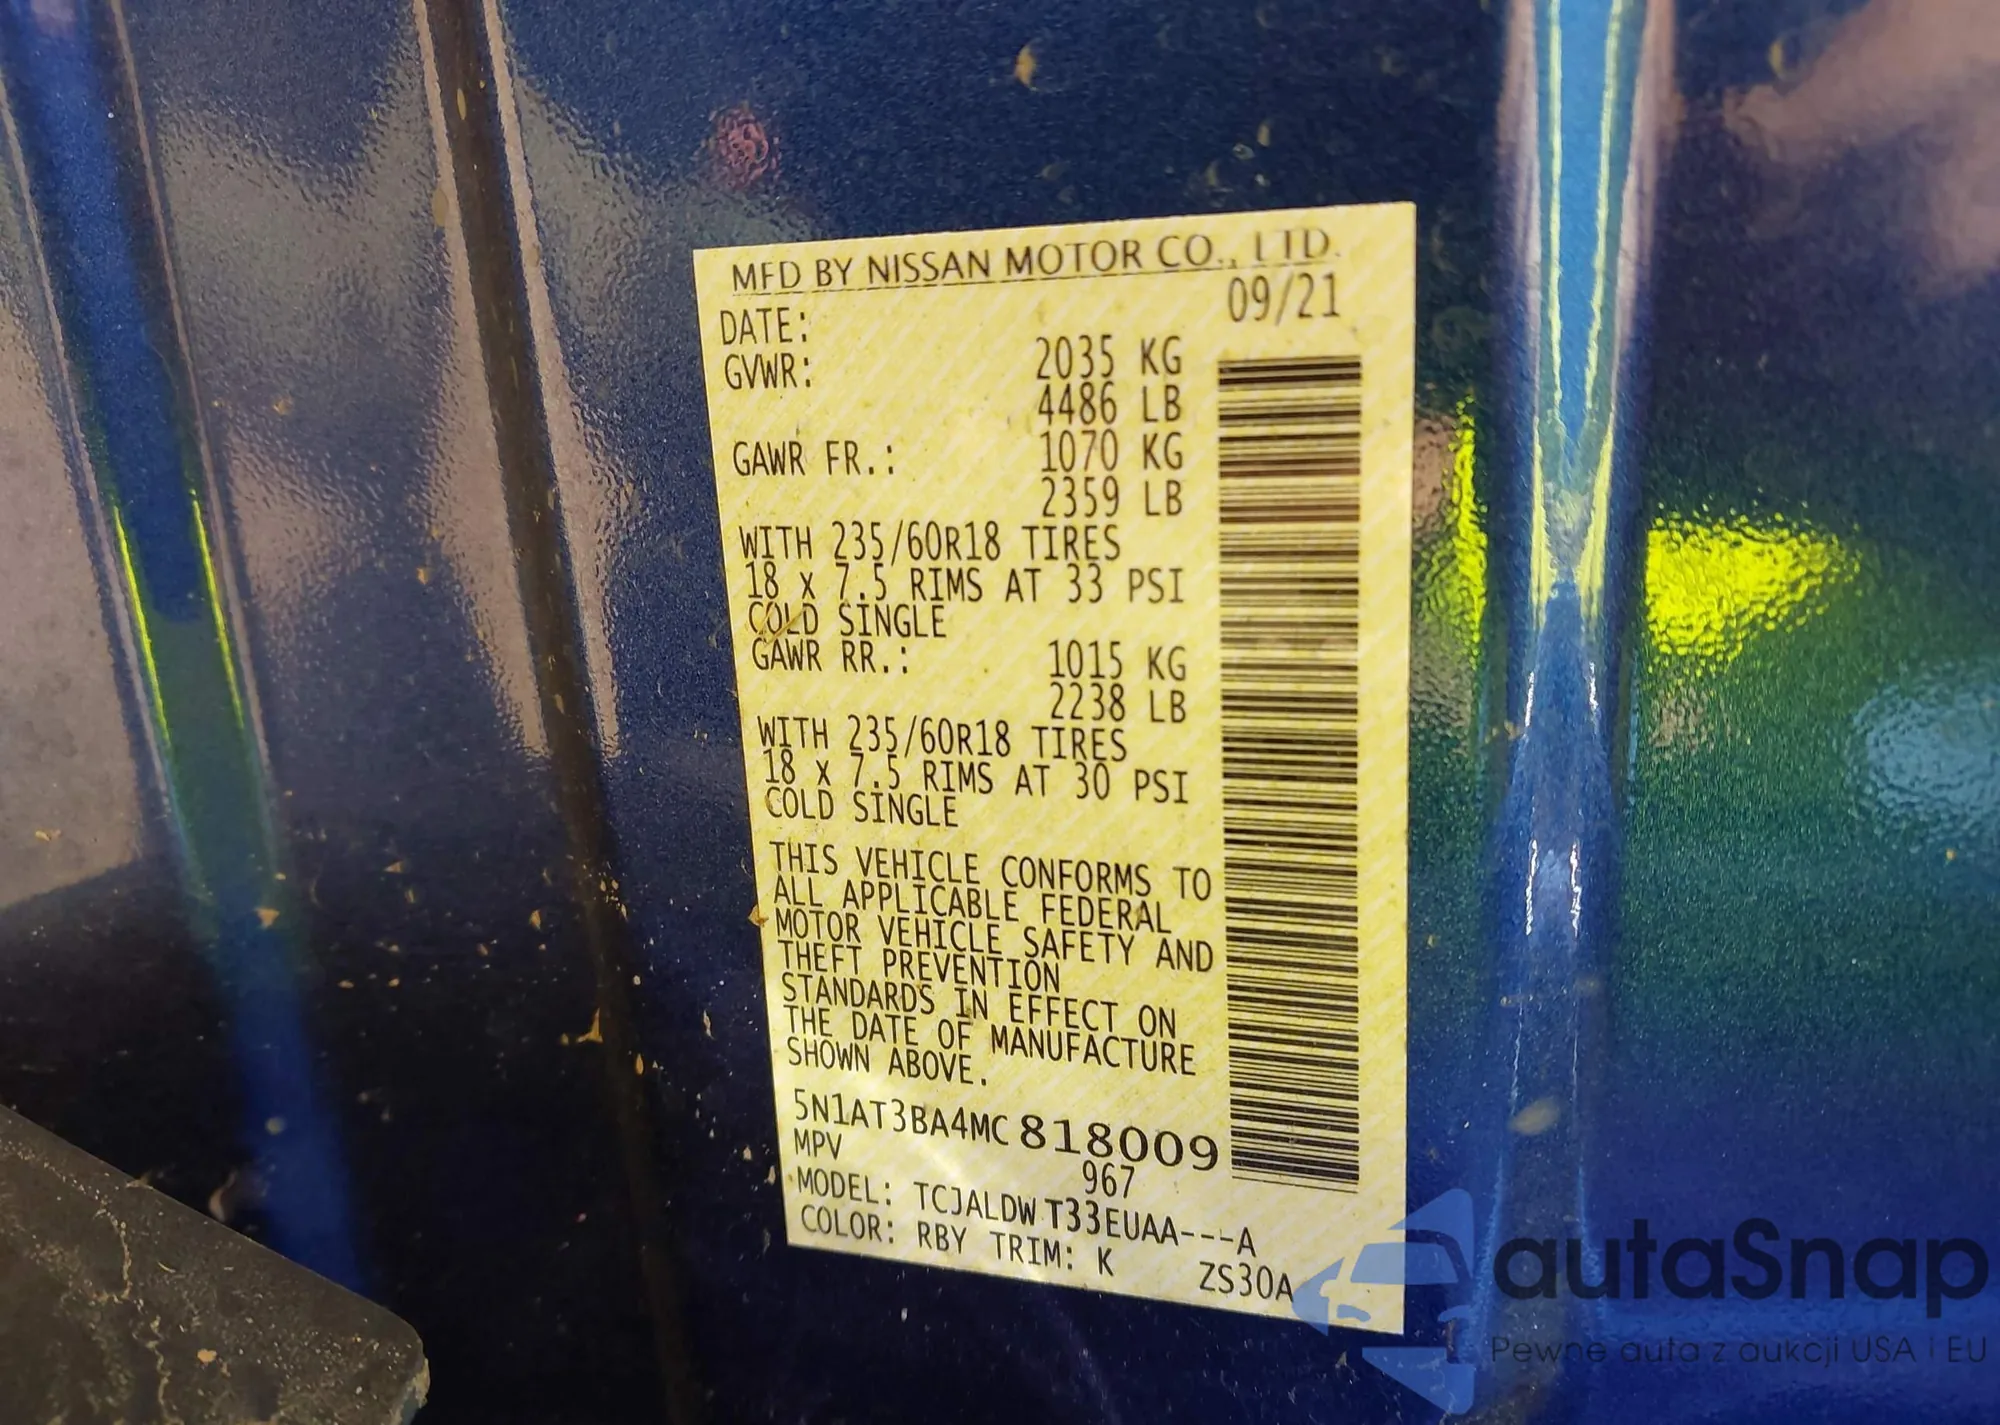 MFD BY NISSAN MOTOR CO., LTD.
DATE: 09/21
GVWR: 2035 KG
4486 LB
GAWR FR.: 1070 KG
2359 LB
WITH 235/60R18 TIRES
18 x 7.5 RIMS AT 33 PSI
COLD SINGLE
GAWR RR.: 1015 KG
2238 LB
WITH 235/60R18 TIRES
18 x 7.5 RIMS AT 30 PSI
COLD SINGLE
THIS VEHICLE CONFORMS TO
ALL APPLICABLE FEDERAL
MOTOR VEHICLE SAFETY AND
THEFT PREVENTION
STANDARDS IN EFFECT ON
THE DATE OF MANUFACTURE
SHOWN ABOVE.
5N1AT3BA4MC818009
MPV 967
MODEL: TCJALDWT33EUAA---A
COLOR: RBY TRIM: K ZS30A
autaSnap
Pewne auta z aukcji USA i EU